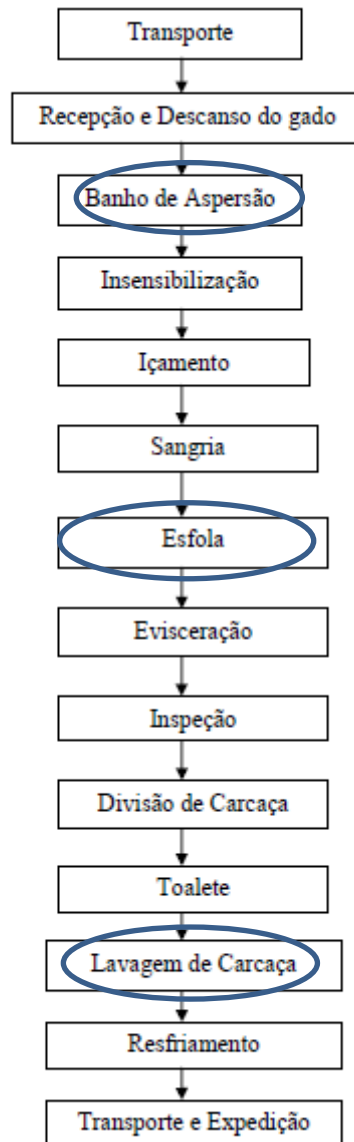 Transporte
Recepção e Descanso do gado
Banho de Aspersão
Insensibilização
Içamento
Sangria
Esfola
Evisceração
Inspeção
Divisão de Carcaça
Toalete
Lavagem de Carcaça
Resfriamento
Transporte e Expedição